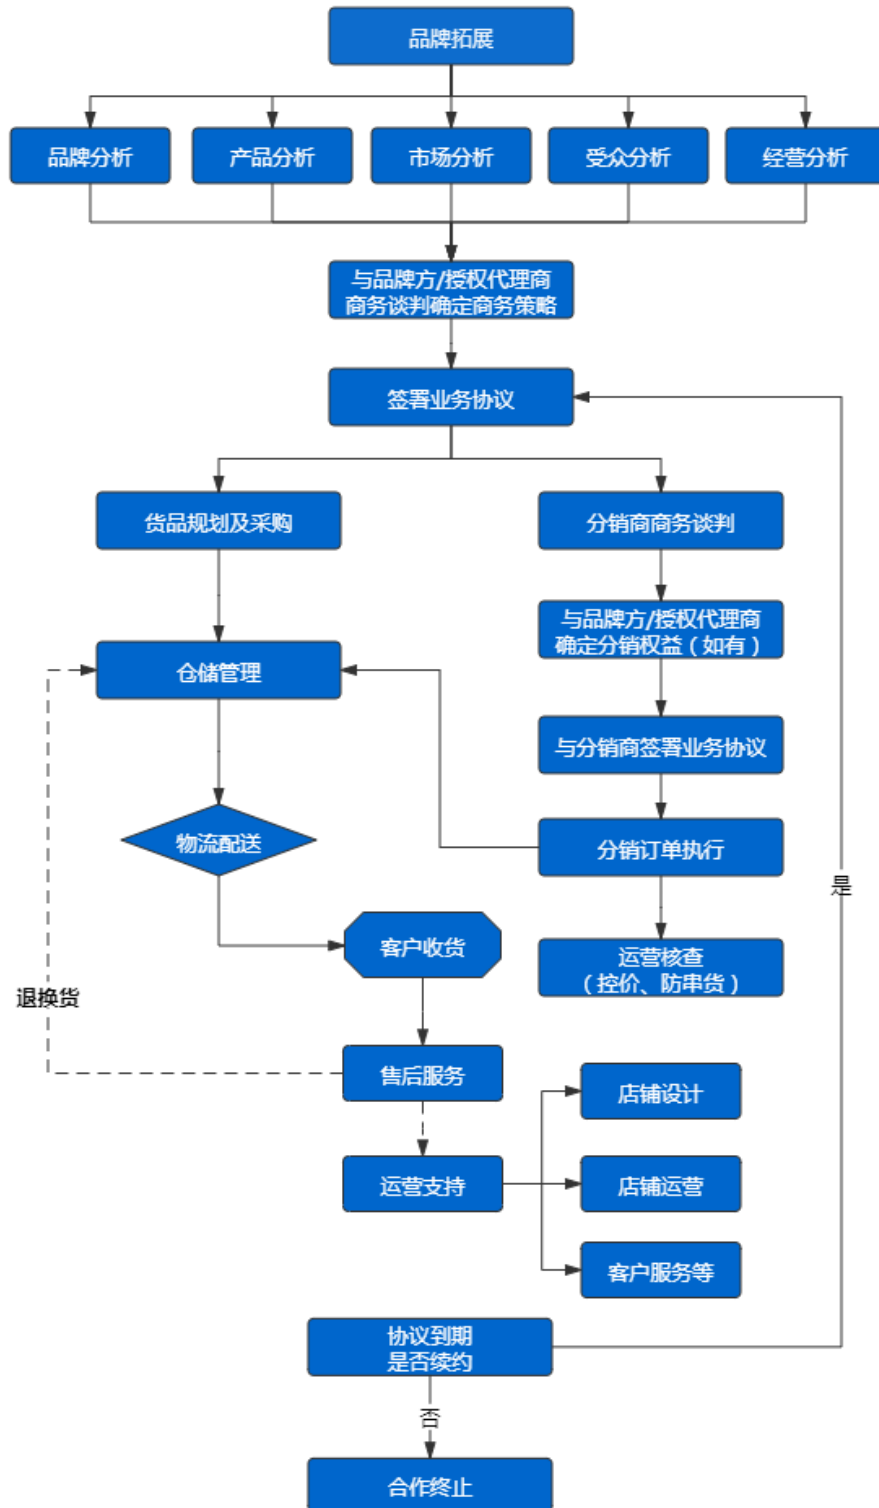 品牌拓展
品牌分析
产品分析
市场分析
受众分析
经营分析
与品牌方/授权代理商
商务谈判确定商务策略
签署业务协议
货品规划及采购
分销商商务谈判
与品牌方/授权代理商
确定分销权益（如有）
仓储管理
与分销商签署业务协议
物流配送
分销订单执行
是
客户收货
运营核查
（控价、防串货）
退换货
售后服务
店铺设计
运营支持
店铺运营
客户服务等
协议到期
是否续约
否
合作终止